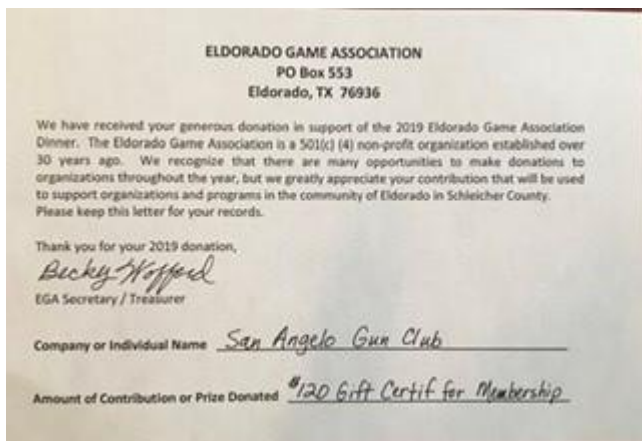 ELDORADO GAME ASSOCIATION
PO Box 553
Eldorado, TX 76936
We have received your generous donation in support of the 2019 Eldorado Game Association
Dinner. The Eldorado Game Association is a 501(c) (4) non-profit organization established over
30 years ago. We recognize that there are many opportunities to make donations to
organizations throughout the year, but we greatly appreciate your contribution that will be used
to support organizations and programs in the community of Eldorado in Schleicher County.
Please keep this letter for your records.
Thank you for your 2019 donation,
Becky Wofford
EGA Secretary / Treasurer
Company or Individual Name San Angelo Gun Club
Amount of Contribution or Prize Donated $120 Gift Certif for Membership